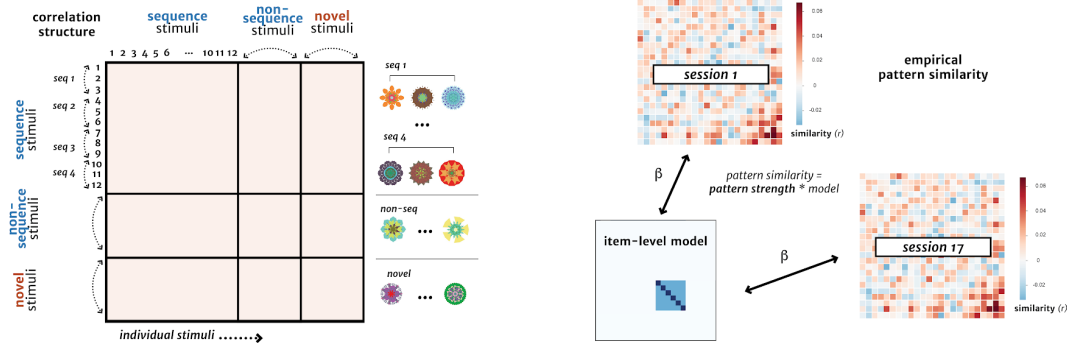 correlation
structure
sequence
stimuli
non-
sequence
stimuli
novel
stimuli
1 2 3 4 5 6 ... 10 11 12
sequence
stimuli
seq 1
seq 2
seq 3
seq 4
1
2
3
4
5
6
7
8
9
10
11
12
non-
sequence
stimuli
novel
stimuli
individual stimuli
seq 1
...
seq 4
non-seq
...
novel
...
session 1
0.06
0.04
0.02
0
-0.02
similarity (r)
empirical
pattern similarity
β
pattern similarity =
pattern strength * model
item-level model
β
session 17
0.06
0.04
0.02
0
-0.02
similarity (r)